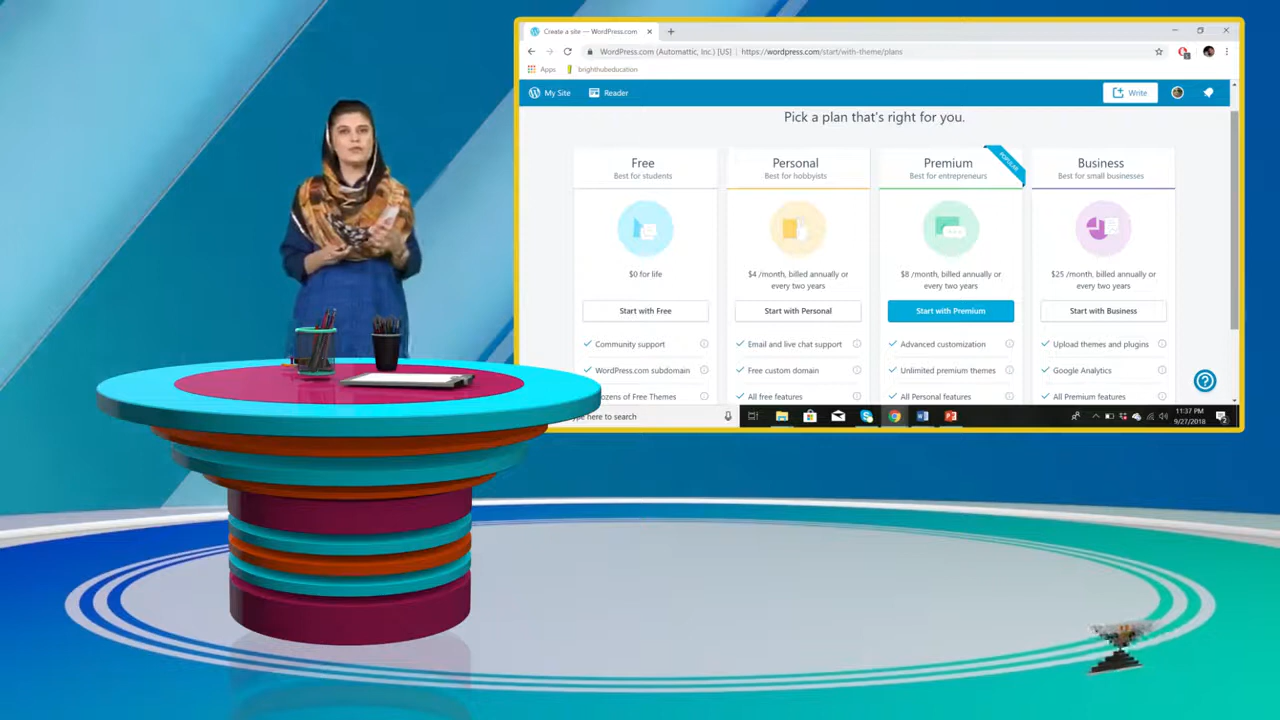 Create a site — WordPress.com
WordPress.com (Automattic, Inc.) [US] | https://wordpress.com/start/with-theme/plans
Apps brighthubeducation
My Site Reader Write
Pick a plan that's right for you.
Free
Best for students
$0 for life
Start with Free
Community support
WordPress.com subdomain
ozens of Free Themes
Personal
Best for hobbyists
$4 /month, billed annually or
every two years
Start with Personal
Email and live chat support
Free custom domain
All free features
POPULAR
Premium
Best for entrepreneurs
$8 /month, billed annually or
every two years
Start with Premium
Advanced customization
Unlimited premium themes
All Personal features
Business
Best for small businesses
$25 /month, billed annually or
every two years
Start with Business
Upload themes and plugins
Google Analytics
All Premium features
ype here to search
11:37 PM
9/27/2018